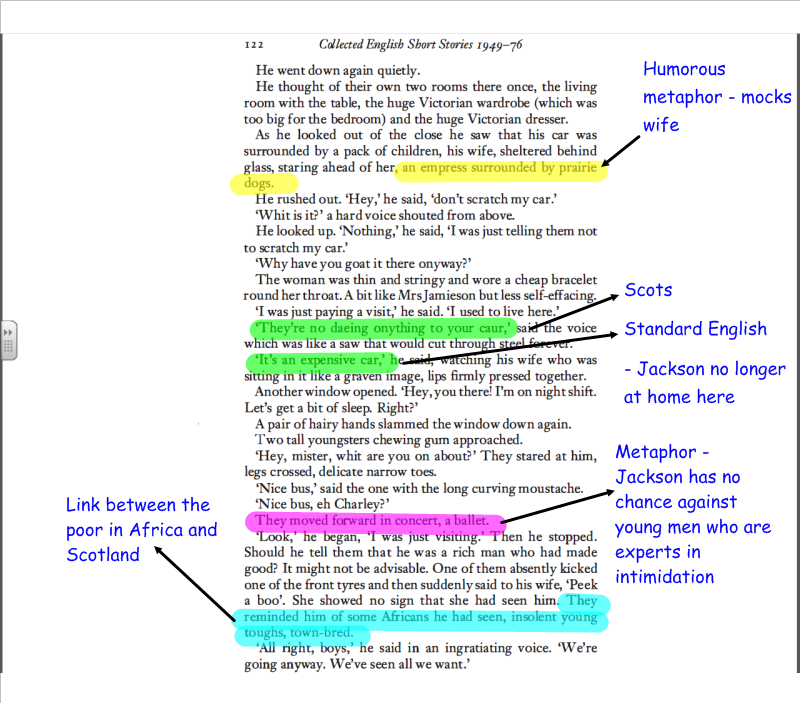 122 Collected English Short Stories 1949–76
He went down again quietly.
He thought of their own two rooms there once, the living
room with the table, the huge Victorian wardrobe (which was
too big for the bedroom) and the huge Victorian dresser.
As he looked out of the close he saw that his car was
surrounded by a pack of children, his wife, sheltered behind
glass, staring ahead of her, an empress surrounded by prairie
dogs.
He rushed out. ‘Hey,’ he said, ‘don’t scratch my car.’
‘Whit is it?’ a hard voice shouted from above.
He looked up. ‘Nothing,’ he said, ‘I was just telling them not
to scratch my car.’
‘Why have you goat it there onyway?’
The woman was thin and stringy and wore a cheap bracelet
round her throat. A bit like Mrs Jamieson but less self-effacing.
‘I was just paying a visit,’ he said. ‘I used to live here.’
‘They’re no daeing onything to your caur,’ said the voice
which was like a saw that would cut through steel forever.
‘It’s an expensive car,’ he said, watching his wife who was
sitting in it like a graven image, lips firmly pressed together.
Another window opened. ‘Hey, you there! I’m on night shift.
Let’s get a bit of sleep. Right?’
A pair of hairy hands slammed the window down again.
Two tall youngsters chewing gum approached.
‘Hey, mister, whit are you on about?’ They stared at him,
legs crossed, delicate narrow toes.
‘Nice bus,’ said the one with the long curving moustache.
‘Nice bus, eh Charley?’
They moved forward in concert, a ballet.
‘Look,’ he began, ‘I was just visiting.’ Then he stopped.
Should he tell them that he was a rich man who had made
good? It might not be advisable. One of them absently kicked
one of the front tyres and then suddenly said to his wife, ‘Peek
a boo’. She showed no sign that she had seen him. They
reminded him of some Africans he had seen, insolent young
toughs, town-bred.
‘All right, boys,’ he said in an ingratiating voice. ‘We’re
going anyway. We’ve seen all we want.’
Humorous
metaphor - mocks
wife
Scots
Standard English
- Jackson no longer
at home here
Metaphor -
Jackson has no
chance against
young men who are
experts in
intimidation
Link between the
poor in Africa and
Scotland